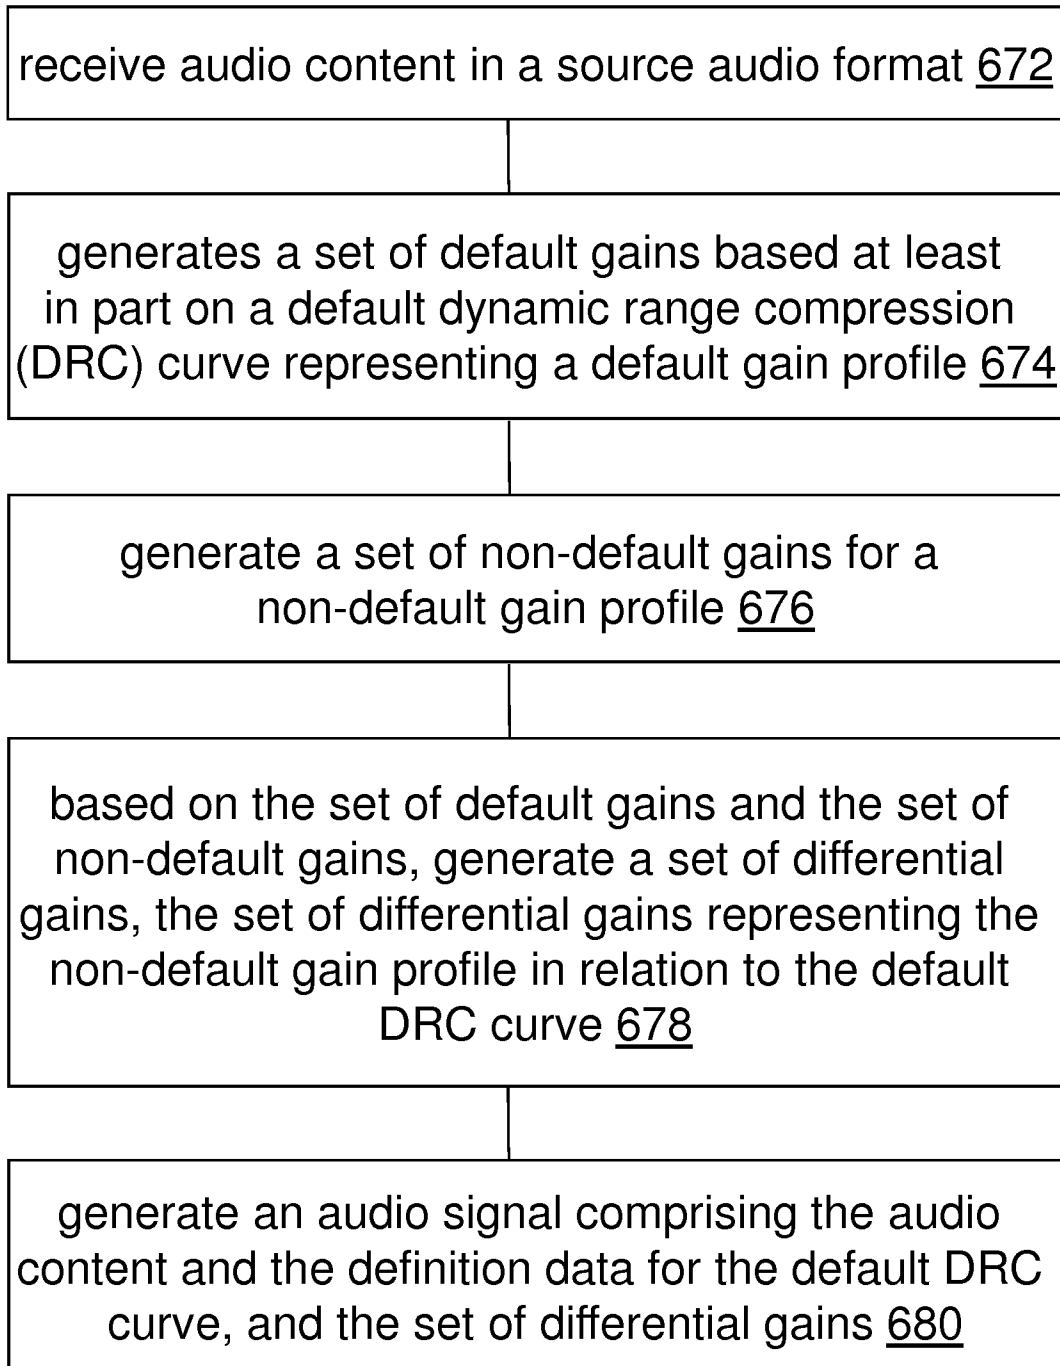 receive audio content in a source audio format 672
generates a set of default gains based at least
in part on a default dynamic range compression
(DRC) curve representing a default gain profile 674
generate a set of non-default gains for a
non-default gain profile 676
based on the set of default gains and the set of
non-default gains, generate a set of differential
gains, the set of differential gains representing the
non-default gain profile in relation to the default
DRC curve 678
generate an audio signal comprising the audio
content and the definition data for the default DRC
curve, and the set of differential gains 680